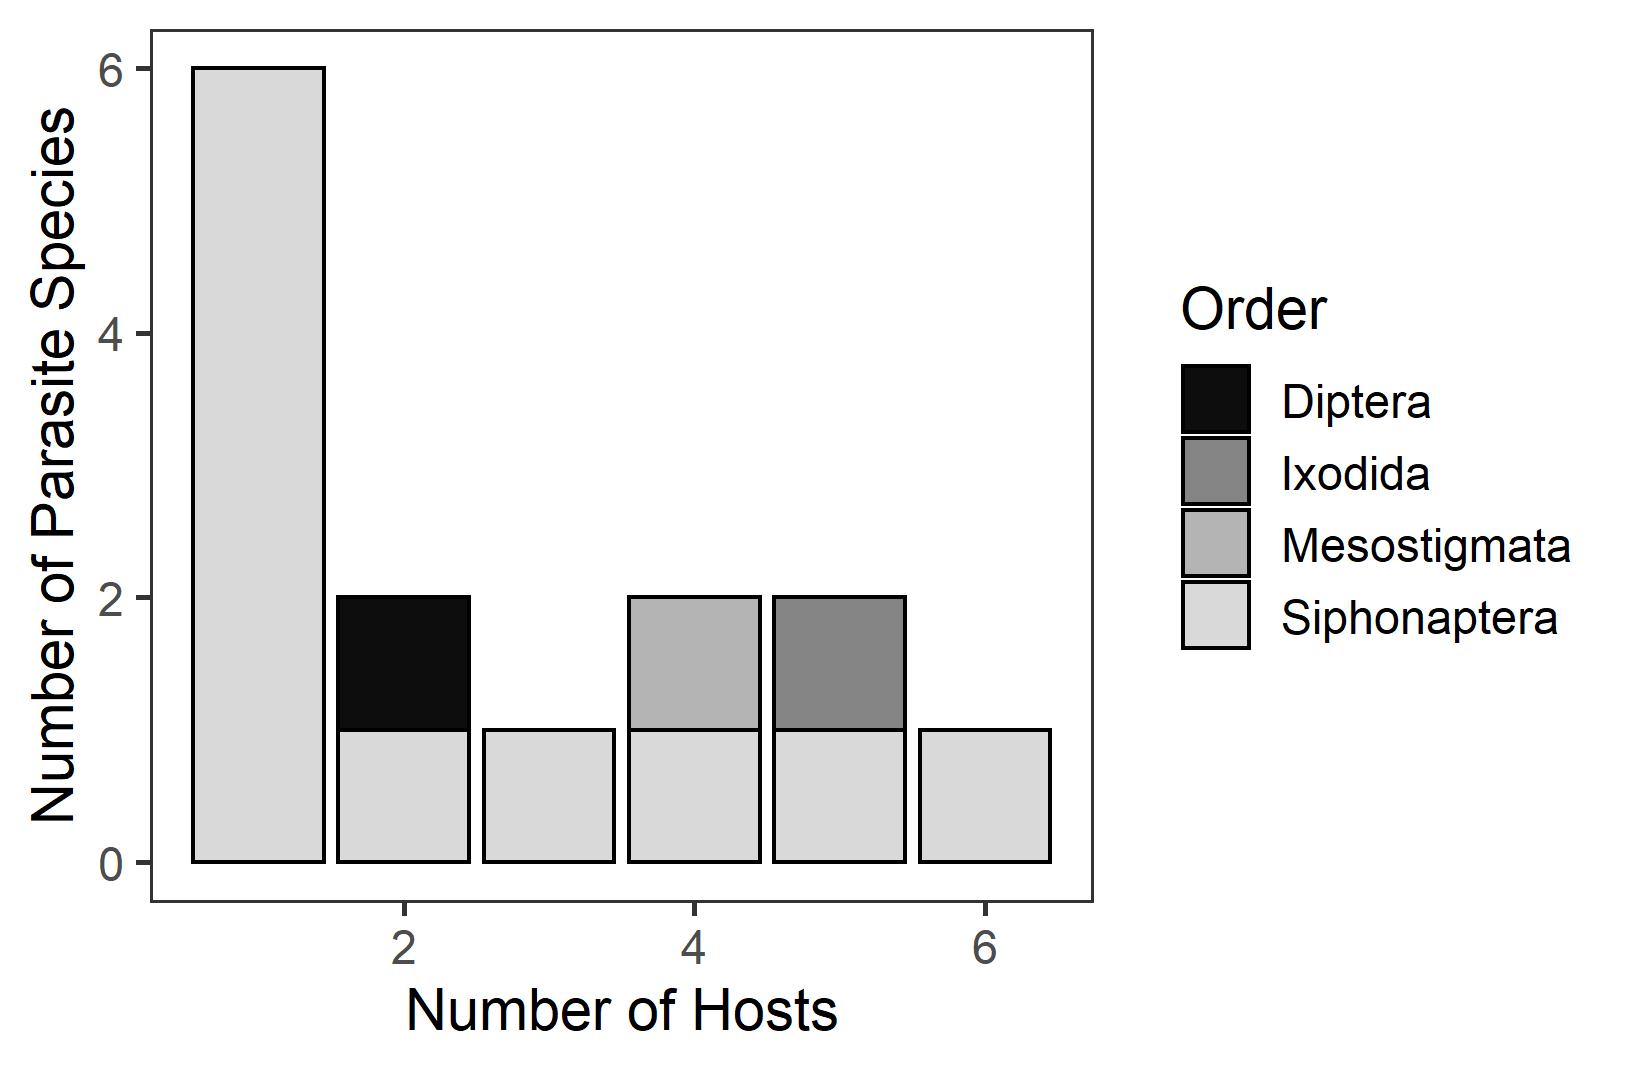 Number of Parasite Species
6
4
2
0
2 4 6
Number of Hosts
Order
Diptera
Ixodida
Mesostigmata
Siphonaptera